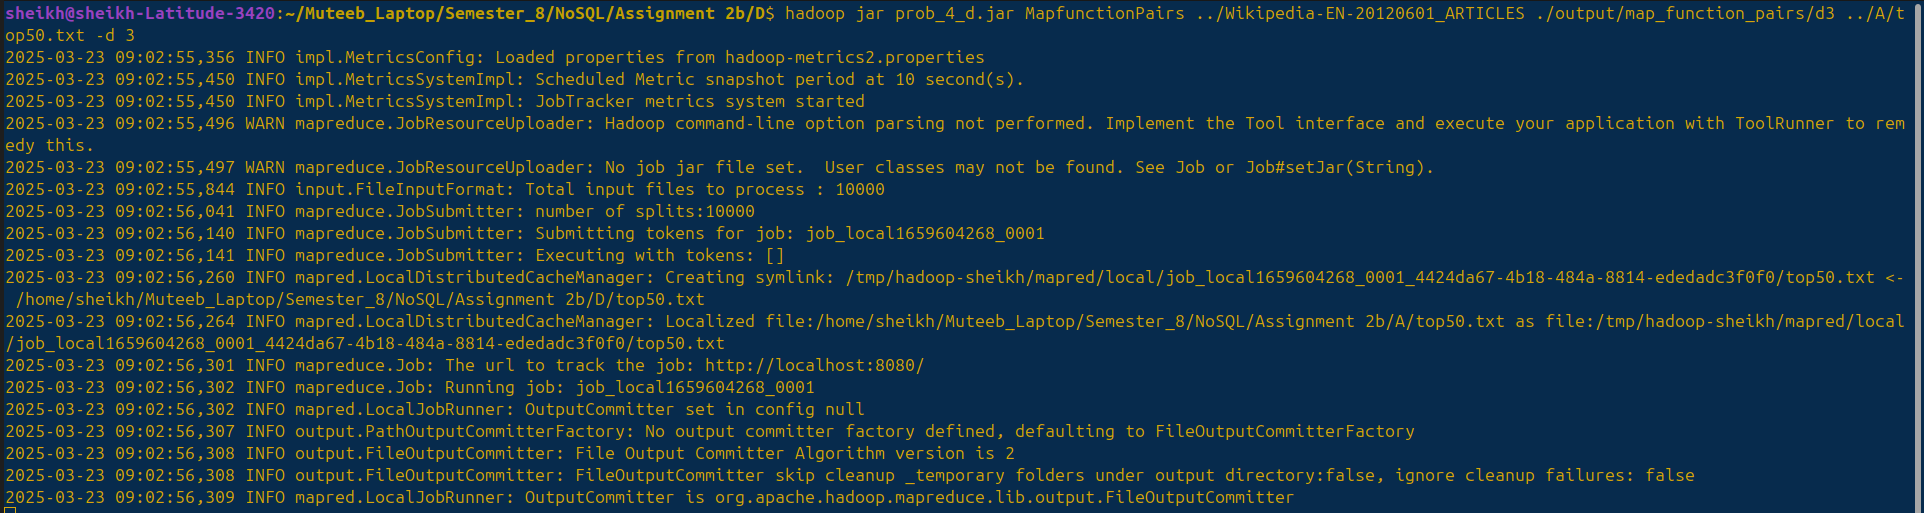 sheikh@sheikh-Latitude-3420:~/Muteeb_Laptop/Semester_8/NoSQL/Assignment 2b/D$ hadoop jar prob_4_d.jar MapfunctionPairs ../Wikipedia-EN-20120601_ARTICLES ./output/map_function_pairs/d3 ../A/t
op50.txt -d 3
2025-03-23 09:02:55,356 INFO impl.MetricsConfig: Loaded properties from hadoop-metrics2.properties
2025-03-23 09:02:55,450 INFO impl.MetricsSystemImpl: Scheduled Metric snapshot period at 10 second(s).
2025-03-23 09:02:55,450 INFO impl.MetricsSystemImpl: JobTracker metrics system started
2025-03-23 09:02:55,496 WARN mapreduce.JobResourceUploader: Hadoop command-line option parsing not performed. Implement the Tool interface and execute your application with ToolRunner to rem
edy this.
2025-03-23 09:02:55,497 WARN mapreduce.JobResourceUploader: No job jar file set.  User classes may not be found. See Job or Job#setJar(String).
2025-03-23 09:02:55,844 INFO input.FileInputFormat: Total input files to process : 10000
2025-03-23 09:02:56,041 INFO mapreduce.JobSubmitter: number of splits:10000
2025-03-23 09:02:56,140 INFO mapreduce.JobSubmitter: Submitting tokens for job: job_local1659604268_0001
2025-03-23 09:02:56,141 INFO mapreduce.JobSubmitter: Executing with tokens: []
2025-03-23 09:02:56,260 INFO mapred.LocalDistributedCacheManager: Creating symlink: /tmp/hadoop-sheikh/mapred/local/job_local1659604268_0001_4424da67-4b18-484a-8814-ededadc3f0f0/top50.txt <-
 /home/sheikh/Muteeb_Laptop/Semester_8/NoSQL/Assignment 2b/D/top50.txt
2025-03-23 09:02:56,264 INFO mapred.LocalDistributedCacheManager: Localized file:/home/sheikh/Muteeb_Laptop/Semester_8/NoSQL/Assignment 2b/A/top50.txt as file:/tmp/hadoop-sheikh/mapred/local
/job_local1659604268_0001_4424da67-4b18-484a-8814-ededadc3f0f0/top50.txt
2025-03-23 09:02:56,301 INFO mapreduce.Job: The url to track the job: http://localhost:8080/
2025-03-23 09:02:56,302 INFO mapreduce.Job: Running job: job_local1659604268_0001
2025-03-23 09:02:56,302 INFO mapred.LocalJobRunner: OutputCommitter set in config null
2025-03-23 09:02:56,307 INFO output.PathOutputCommitterFactory: No output committer factory defined, defaulting to FileOutputCommitterFactory
2025-03-23 09:02:56,308 INFO output.FileOutputCommitter: File Output Committer Algorithm version is 2
2025-03-23 09:02:56,308 INFO output.FileOutputCommitter: FileOutputCommitter skip cleanup _temporary folders under output directory:false, ignore cleanup failures: false
2025-03-23 09:02:56,309 INFO mapred.LocalJobRunner: OutputCommitter is org.apache.hadoop.mapreduce.lib.output.FileOutputCommitter